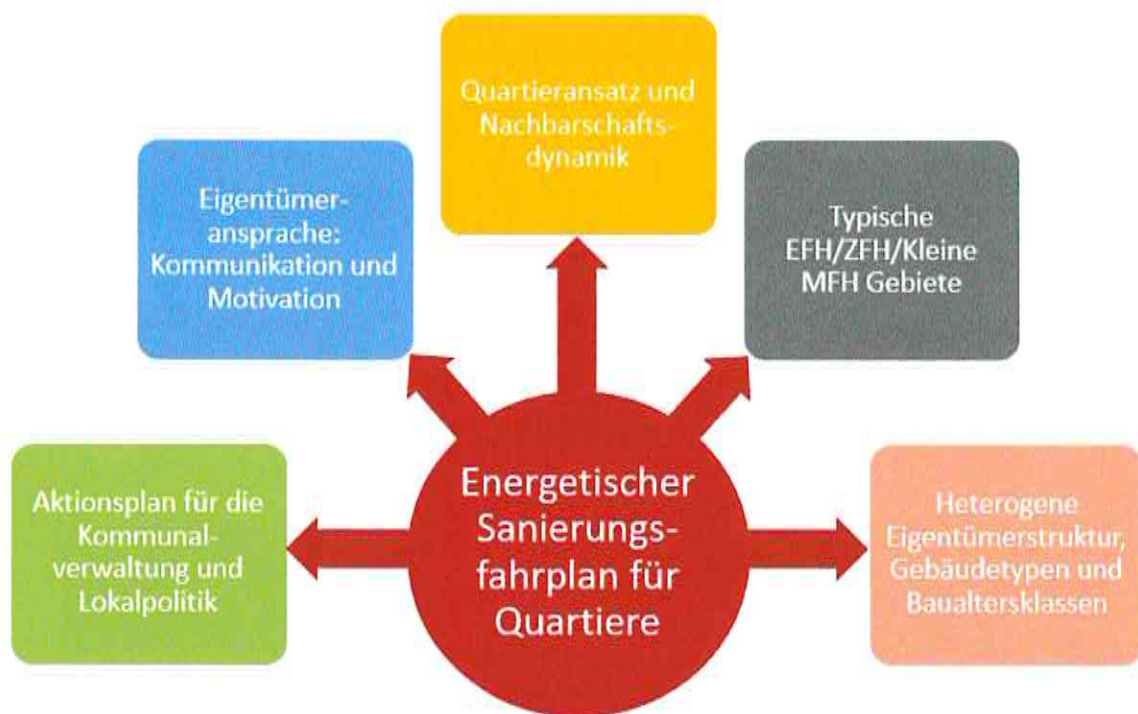 Quartieransatz und
Nachbarschafts-
dynamik
Eigentümer-
ansprache:
Kommunikation und
Motivation
Typische
EFH/ZFH/Kleine
MFH Gebiete
Aktionsplan für die
Kommunal-
verwaltung und
Lokalpolitik
Energetischer
Sanierungs-
fahrplan für
Quartiere
Heterogene
Eigentümerstruktur,
Gebäudetypen und
Baualtersklassen